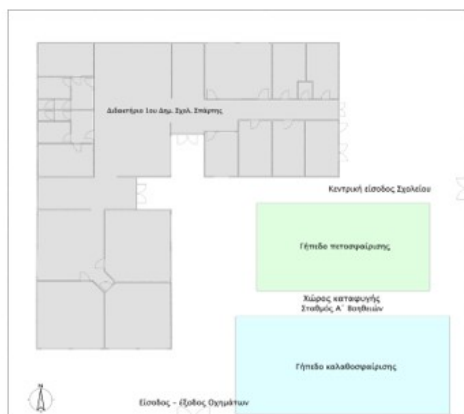 Διδακτήριο 1ου Δημ. Σχολ. Σπάρτης
Κεντρική είσοδος Σχολείου
Γήπεδο πετοσφαίρισης
Χώρος καταφυγής
Σταθμός Α΄ Βοηθειών
Γήπεδο καλαθοσφαίρισης
N
Είσοδος - έξοδος Οχημάτων